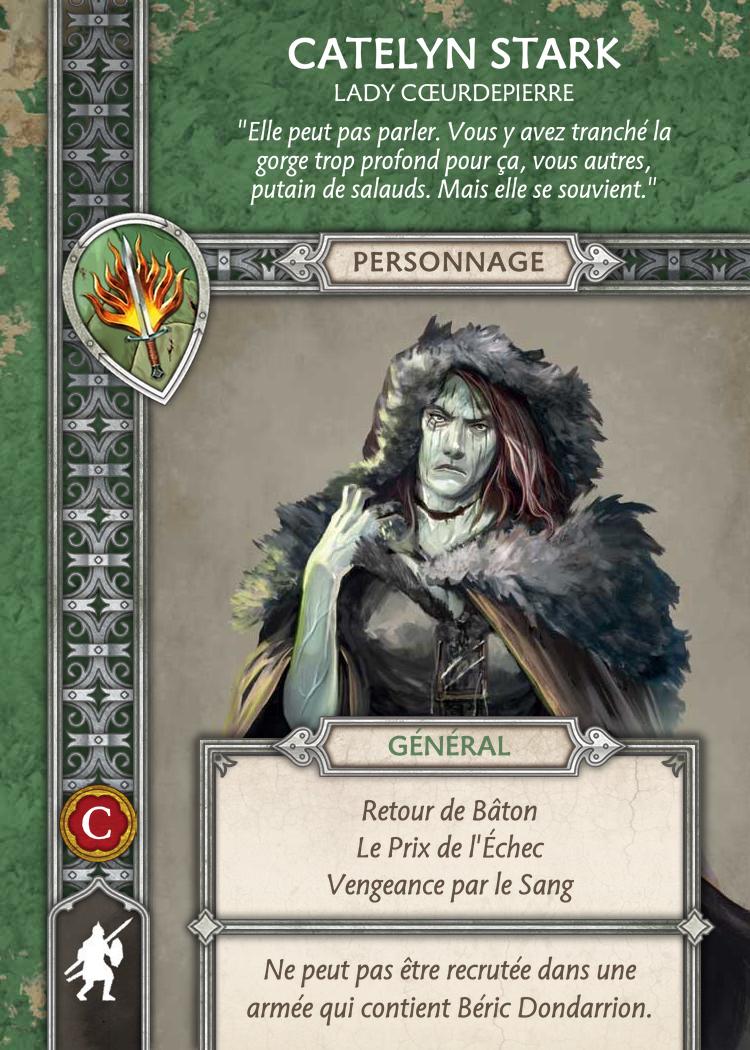 CATELYN STARK
LADY CŒURDEPIERRE
"Elle peut pas parler. Vous y avez tranché la
gorge trop profond pour ça, vous autres,
putain de salauds. Mais elle se souvient."
PERSONNAGE
GÉNÉRAL
Retour de Bâton
Le Prix de l'Échec
Vengeance par le Sang
C
Ne peut pas être recrutée dans une
armée qui contient Béric Dondarrion.